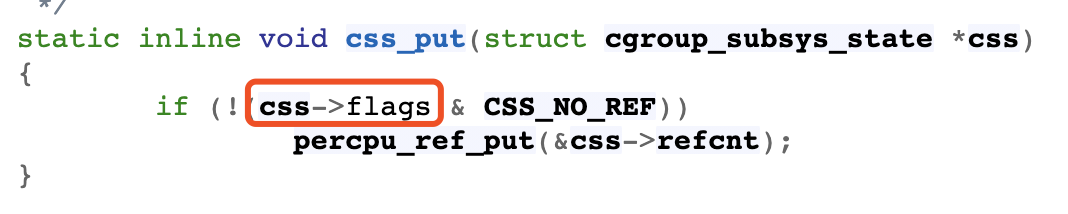 */
static inline void css_put(struct cgroup_subsys_state *css)
{
        if (!(css->flags & CSS_NO_REF))
                percpu_ref_put(&css->refcnt);
}